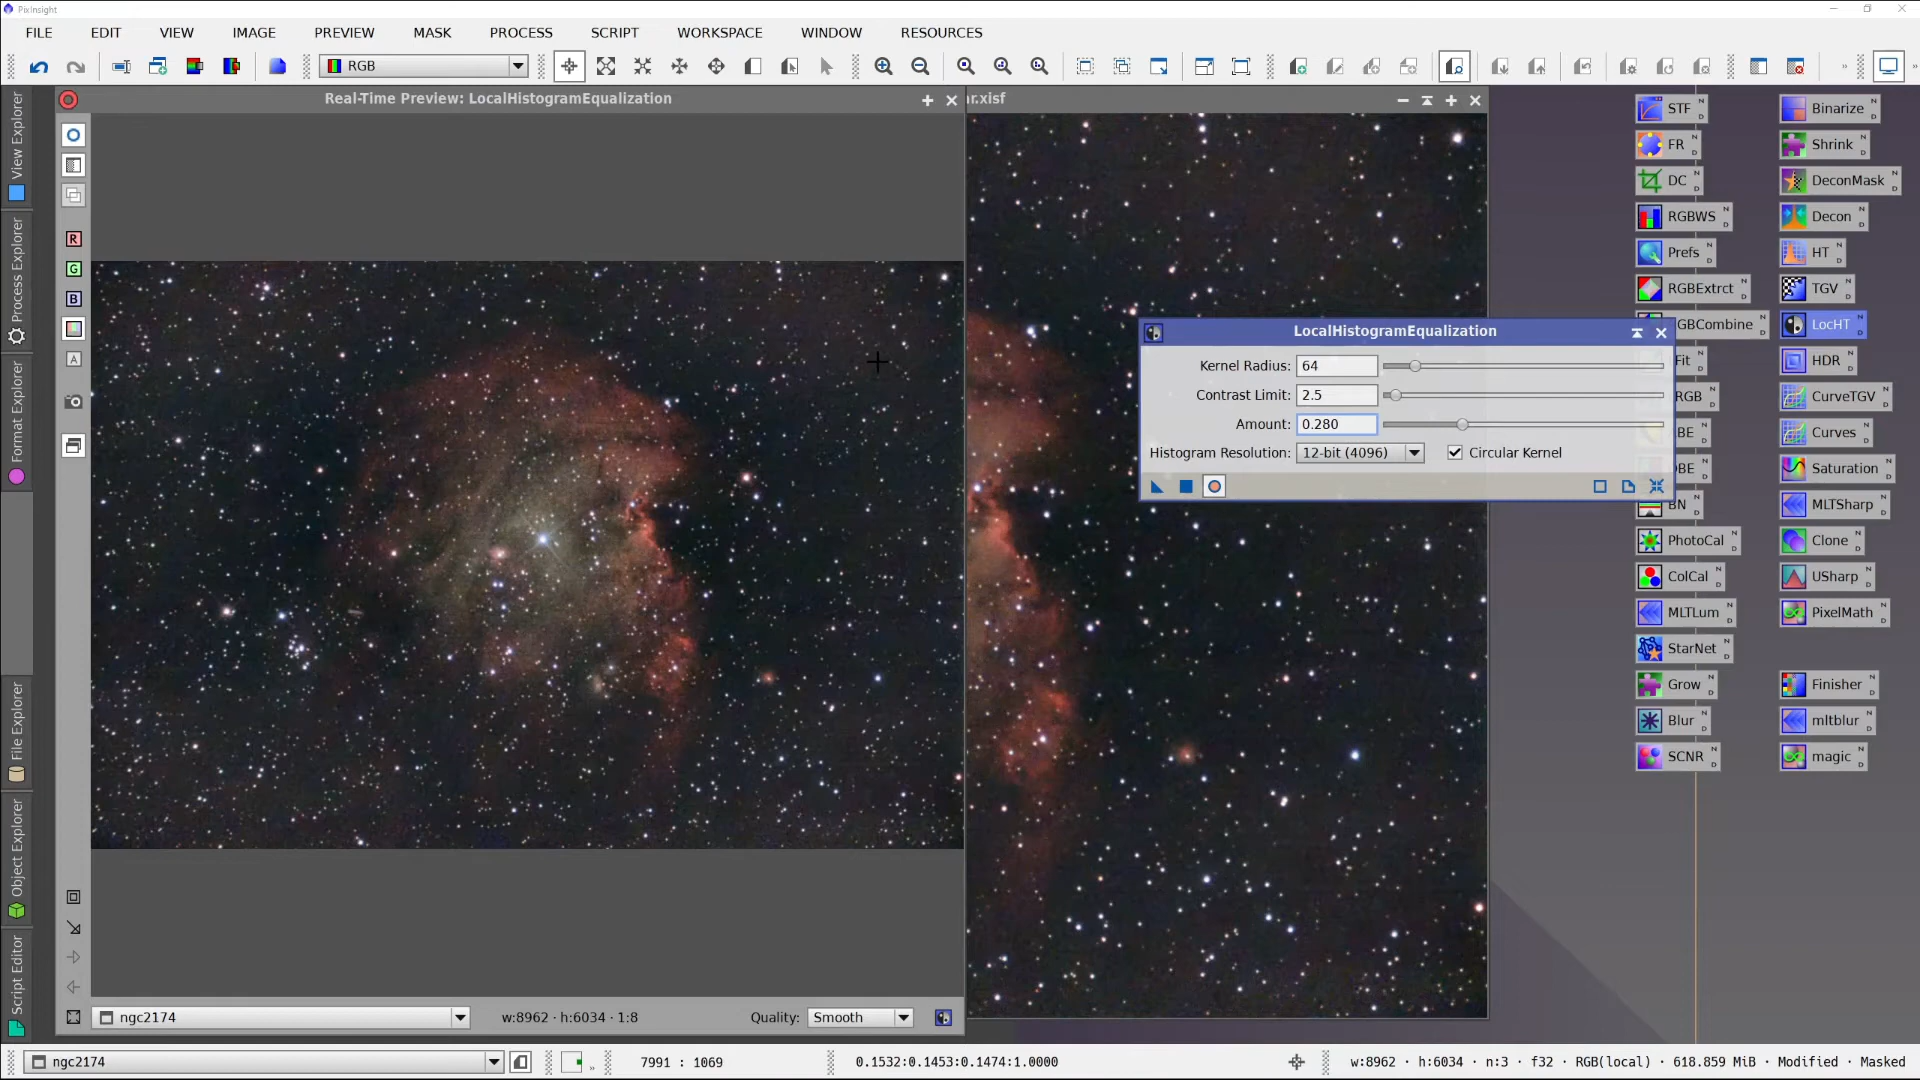 PixInsight
FILE EDIT VIEW IMAGE PREVIEW MASK PROCESS SCRIPT WORKSPACE WINDOW RESOURCES
RGB
Real-Time Preview: LocalHistogramEqualization
r.xisf
View Explorer
Process Explorer
Format Explorer
File Explorer
Object Explorer
Script Editor
R
G
B
A
LocalHistogramEqualization
Kernel Radius: 64
Contrast Limit: 2.5
Amount: 0.280
Histogram Resolution: 12-bit (4096) Circular Kernel
STF N D Binarize N D
FR N D Shrink N D
DC N D DeconMask N D
RGBWS N D Decon N D
Prefs N D HT N D
RGBExtrct N D TGV N D
GBCombine N D LocHT N D
Fit N D HDR N D
RGB N D CurveTGV N D
BE N D Curves N D
BE N D Saturation N D
BN N D MLTSharp N D
PhotoCal N D Clone N D
ColCal N D USharp N D
MLTLum N D PixelMath N D
StarNet N D
Grow N D Finisher N D
Blur N D mltblur N D
SCNR N D magic N D
ngc2174 w:8962 · h:6034 · 1:8 Quality: Smooth
ngc2174 7991 : 1069 0.1532:0.1453:0.1474:1.0000 w:8962 · h:6034 · n:3 · f32 · RGB(local) · 618.859 MiB · Modified · Masked